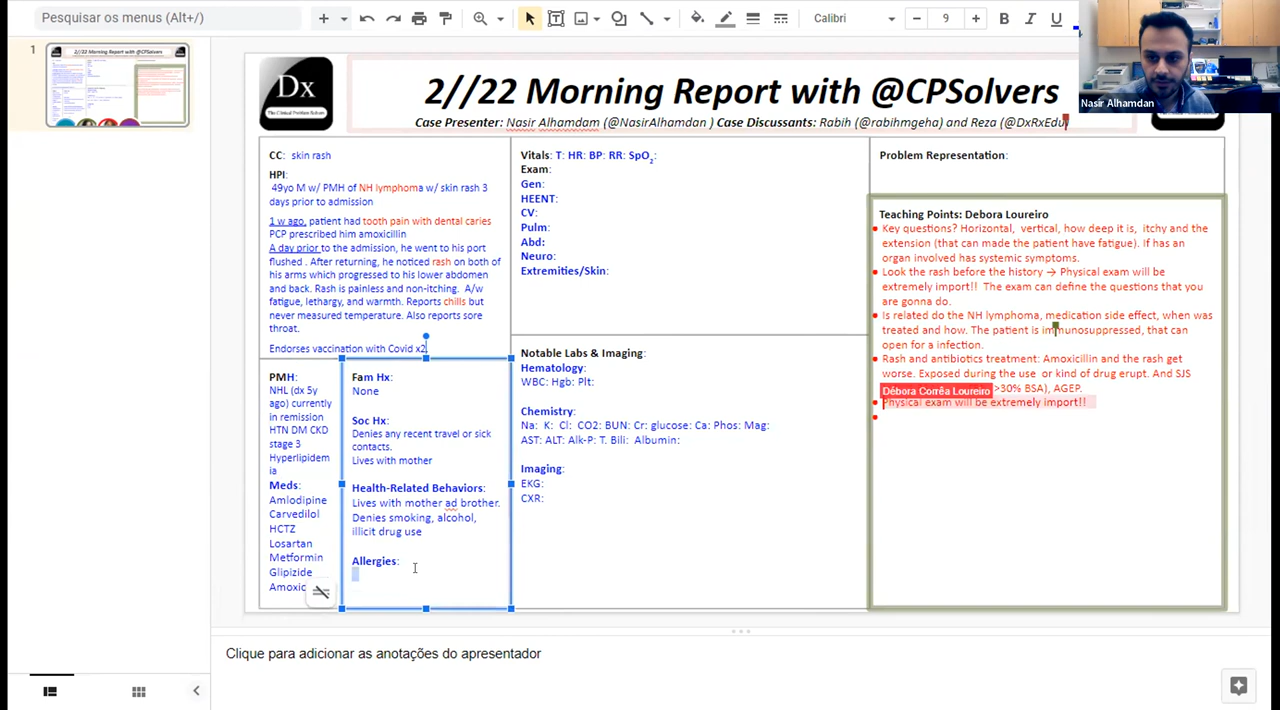 Pesquisar os menus (Alt+/)
Calibri
9
B
I
U
1
Nasir Alhamdan
Dx
The Clinical Problem Solvers
2//22 Morning Report with @CPSolvers
Case Presenter: Nasir Alhamdam (@NasirAlhamdan ) Case Discussants: Rabih (@rabihmgeha) and Reza (@DxRxEdu)
CC: skin rash
HPI:
49yo M w/ PMH of NH lymphoma w/ skin rash 3
days prior to admission
1 w ago, patient had tooth pain with dental caries
PCP prescribed him amoxicillin
A day prior to the admission, he went to his port
flushed . After returning, he noticed rash on both of
his arms which progressed to his lower abdomen
and back. Rash is painless and non-itching. A/w
fatigue, lethargy, and warmth. Reports chills but
never measured temperature. Also reports sore
throat.
Endorses vaccination with Covid x2
PMH:
NHL (dx 5y
ago) currently
in remission
HTN DM CKD
stage 3
Hyperlipidem
ia
Meds:
Amlodipine
Carvedilol
HCTZ
Losartan
Metformin
Glipizide
Fam Hx:
None
Soc Hx:
Denies any recent travel or sick
contacts.
Lives with mother
Health-Related Behaviors:
Lives with mother ad brother.
Denies smoking, alcohol,
illicit drug use
Allergies:
Vitals: T: HR: BP: RR: SpO2:
Exam:
Gen:
HEENT:
CV:
Pulm:
Abd:
Neuro:
Extremities/Skin:
Notable Labs & Imaging:
Hematology:
WBC: Hgb: Plt:
Chemistry:
Na: K: Cl: CO2: BUN: Cr: glucose: Ca: Phos: Mag:
AST: ALT: Alk-P: T. Bili: Albumin:
Imaging:
EKG:
CXR:
Problem Representation:
Teaching Points: Debora Loureiro
Key questions? Horizontal, vertical, how deep it is, itchy and the
extension (that can made the patient have fatigue). If has an
organ involved has systemic symptoms.
Look the rash before the history → Physical exam will be
extremely import!! The exam can define the questions that you
are gonna do.
Is related do the NH lymphoma, medication side effect, when was
treated and how. The patient is immunosuppressed, that can
open for a infection.
Rash and antibiotics treatment: Amoxicillin and the rash get
worse. Exposed during the use or kind of drug erupt. And SJS
Débora Corrêa Loureiro
>30% BSA), AGEP.
Physical exam will be extremely import!!
Clique para adicionar as anotações do apresentador